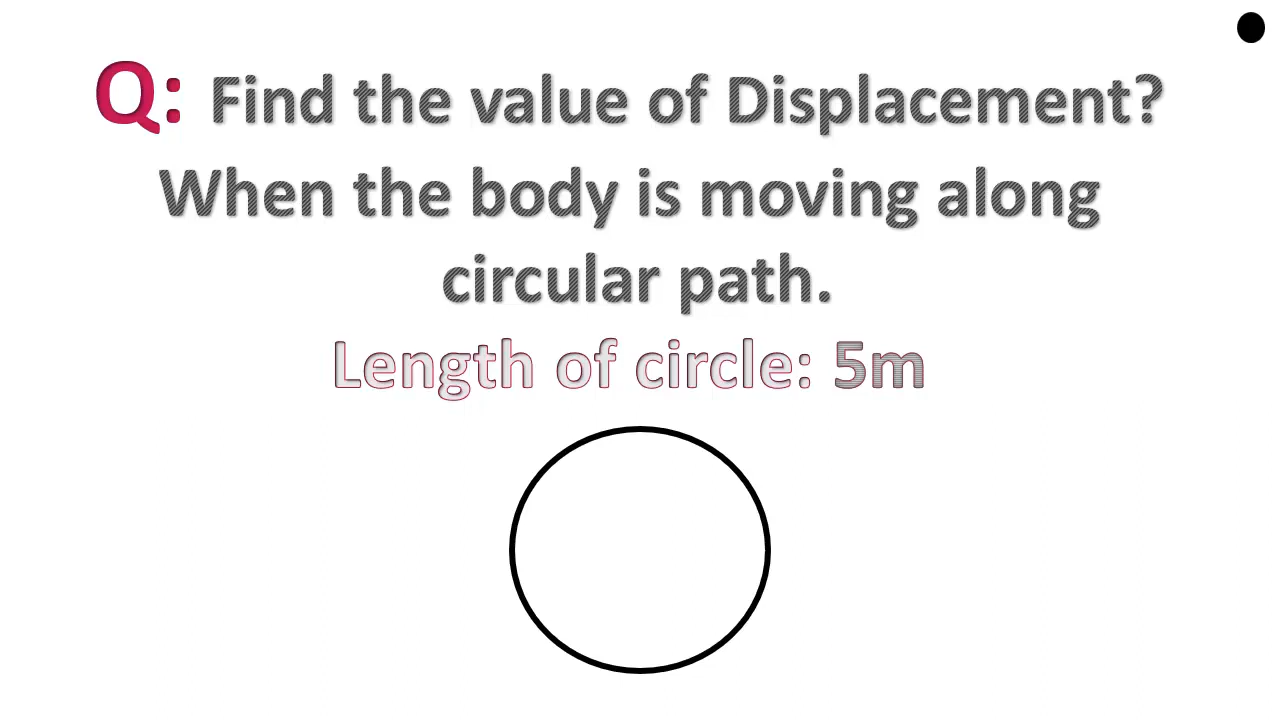 Q: Find the value of Displacement?
When the body is moving along
circular path.
Length of circle: 5m